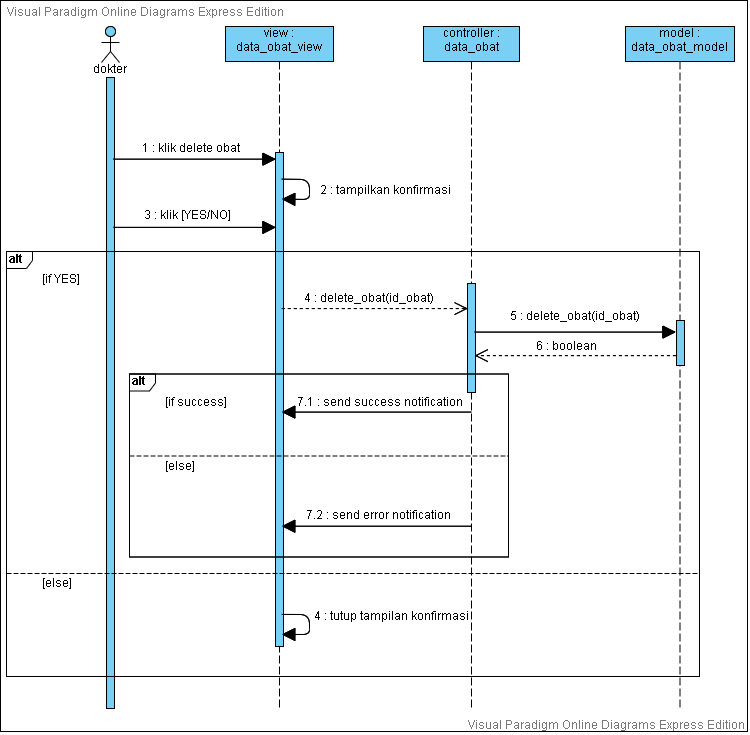 Visual Paradigm Online Diagrams Express Edition
dokter
view :
data_obat_view
controller :
data_obat
model :
data_obat_model
1 : klik delete obat
2 : tampilkan konfirmasi
3 : klik [YES/NO]
alt
[if YES]
4 : delete_obat(id_obat)
5 : delete_obat(id_obat)
6 : boolean
alt
[if success]
7.1 : send success notification
[else]
7.2 : send error notification
[else]
4 : tutup tampilan konfirmasi
Visual Paradigm Online Diagrams Express Edition